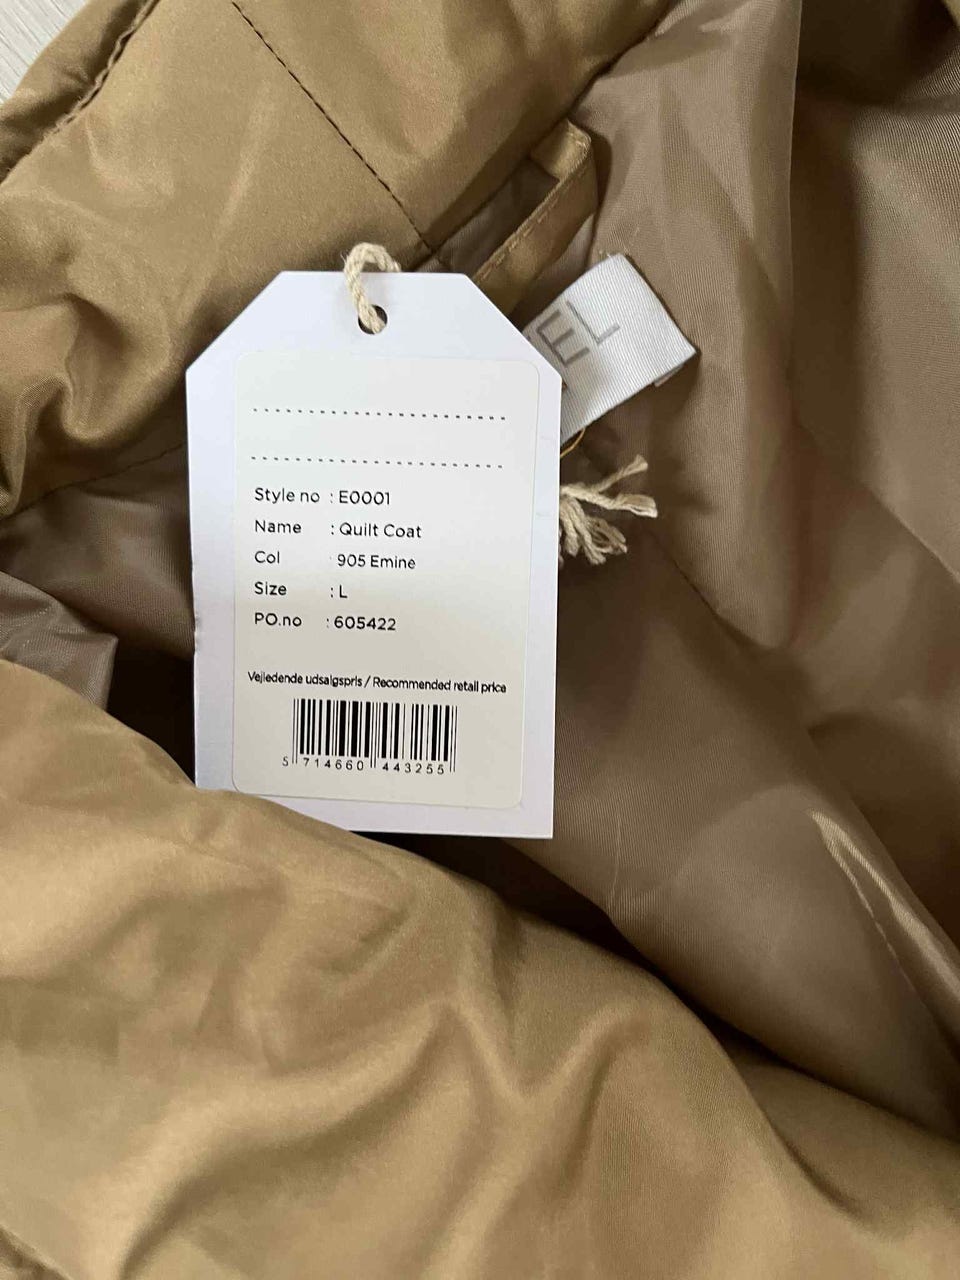 EL
Style no : E0001
Name : Quilt Coat
Col : 905 Emine
Size : L
PO.no : 605422
Vejledende udsalgspris / Recommended retail price
5 714660 443255